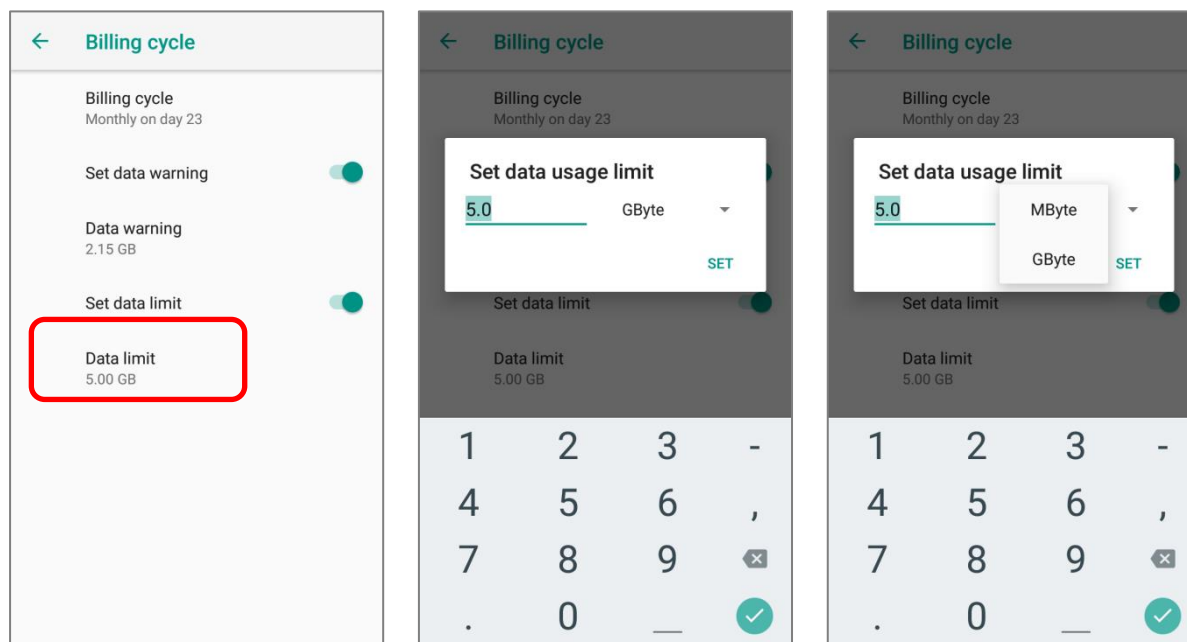 Billing cycle
Billing cycle
Monthly on day 23
Set data warning
Data warning
2.15 GB
Set data limit
Data limit
5.00 GB
Billing cycle
Billing cycle
Monthly on day 23
Set data usage limit
5.0 GByte
SET
Set data limit
Data limit
5.00 GB
1 2 3 -
4 5 6 ,
7 8 9
. 0 _
Billing cycle
Billing cycle
Monthly on day 23
Set data usage limit
5.0 MByte
GByte
SET
Set data limit
Data limit
5.00 GB
1 2 3 -
4 5 6 ,
7 8 9
. 0 _